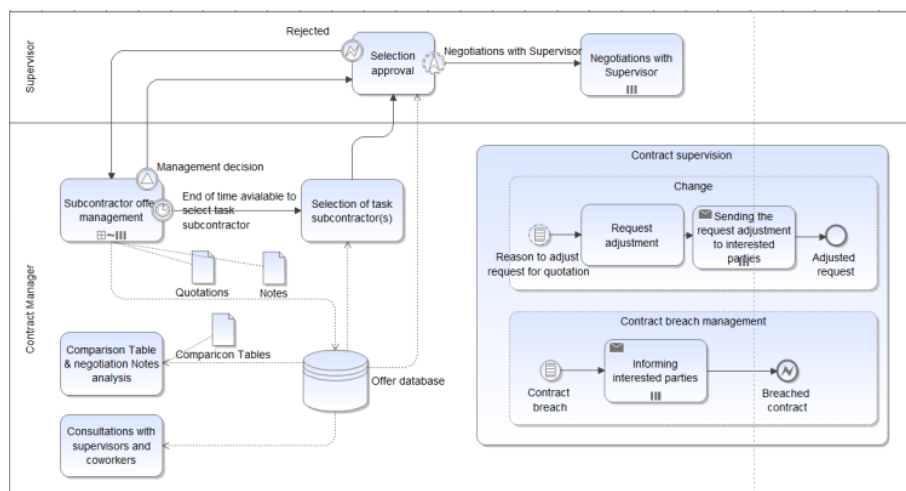 Supervisor
Rejected
Selection
approval
Negotiations with Supervisor
Negotiations with
Supervisor
Contract Manager
Management decision
Subcontractor offe
management
End of time avialable to
select task
subcontractor
Selection of task
subcontractor(s)
Quotations
Notes
Comparison Table
& negotiation Notes
analysis
Comparicon Tables
Offer database
Consultations with
supervisors and
coworkers
Contract supervision
Change
Reason to adjust
request for quotation
Request
adjustment
Sending the
request adjustment
to interested
parties
Adjusted
request
Contract breach management
Contract
breach
Informing
interested parties
Breached
contract